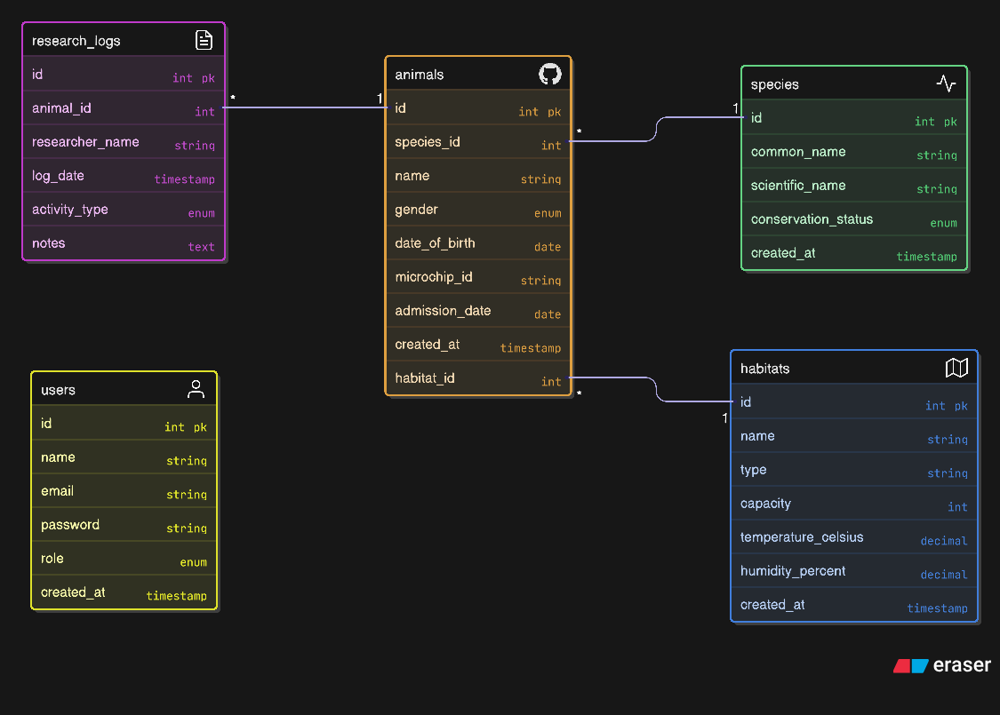 research_logs
id int pk
animal_id int
researcher_name string
log_date timestamp
activity_type enum
notes text
* 1
animals
id int pk
species_id int
name string
gender enum
date_of_birth date
microchip_id string
admission_date date
created_at timestamp
habitat_id int
* 1
species
id int pk
common_name string
scientific_name string
conservation_status enum
created_at timestamp
* 1
users
id int pk
name string
email string
password string
role enum
created_at timestamp
habitats
id int pk
name string
type string
capacity int
temperature_celsius decimal
humidity_percent decimal
created_at timestamp
eraser